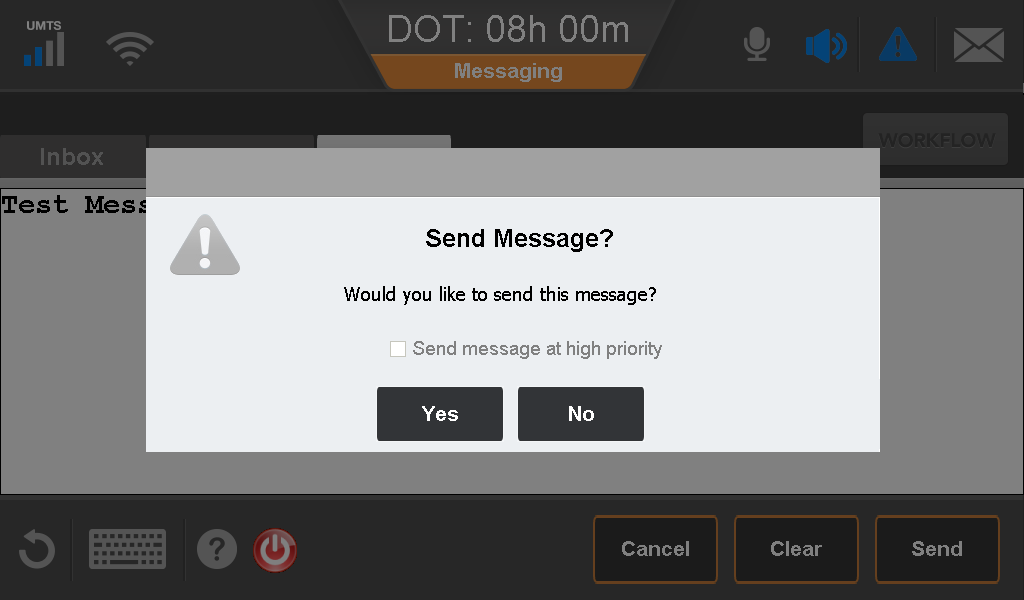 UMTS
DOT: 08h 00m
Messaging
Inbox
WORKFLOW
Test Mess
Send Message?
Would you like to send this message?
Send message at high priority
Yes
No
?
Cancel
Clear
Send